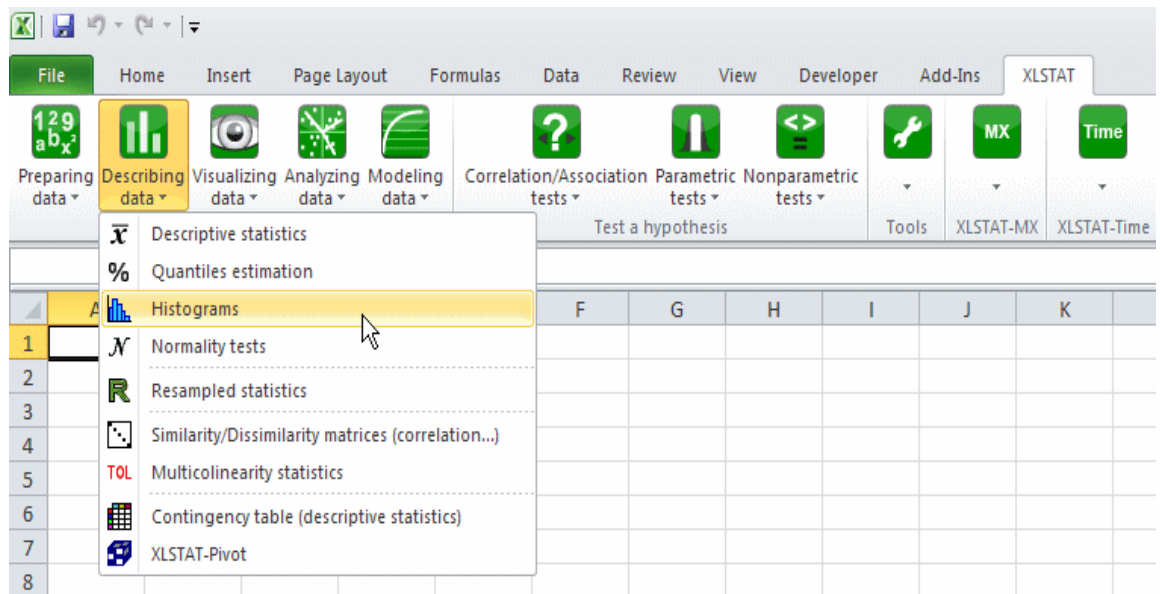 File Home Insert Page Layout Formulas Data Review View Developer Add-Ins XLSTAT
129 abx² ? <> = MX Time
Preparing Describing Visualizing Analyzing Modeling Correlation/Association Parametric Nonparametric
data data data data data tests tests tests
Test a hypothesis Tools XLSTAT-MX XLSTAT-Time
x̅ Descriptive statistics
% Quantiles estimation
A Histograms F G H I J K
1 N Normality tests
2
R Resampled statistics
3
4 Similarity/Dissimilarity matrices (correlation...)
5 TOL Multicolinearity statistics
6 Contingency table (descriptive statistics)
7 XLSTAT-Pivot
8